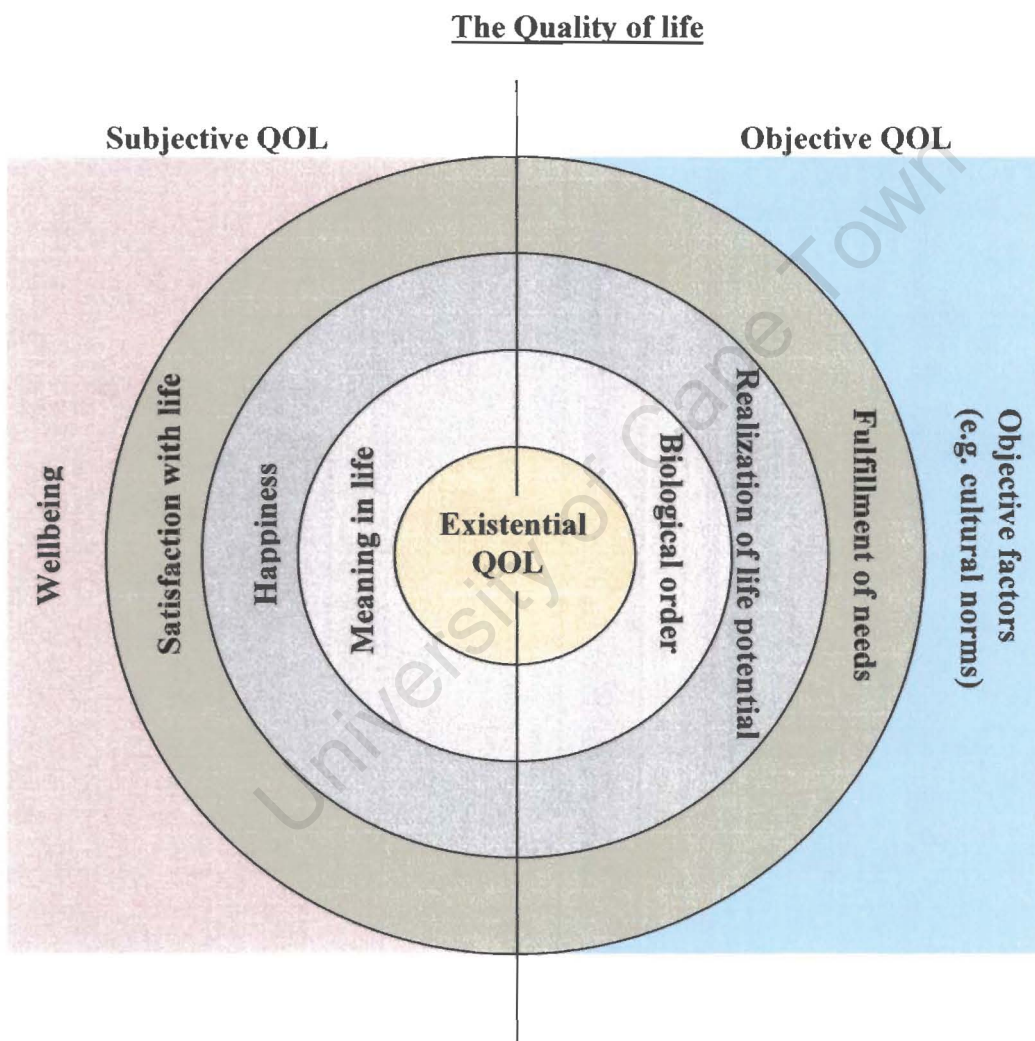 The Quality of life
Subjective QOL
Objective QOL
Wellbeing
Satisfaction with life
Happiness
Meaning in life
Existential
QOL
Biological order
Realization of life potential
Fulfillment of needs
Objective factors
(e.g. cultural norms)
University of Cape Town